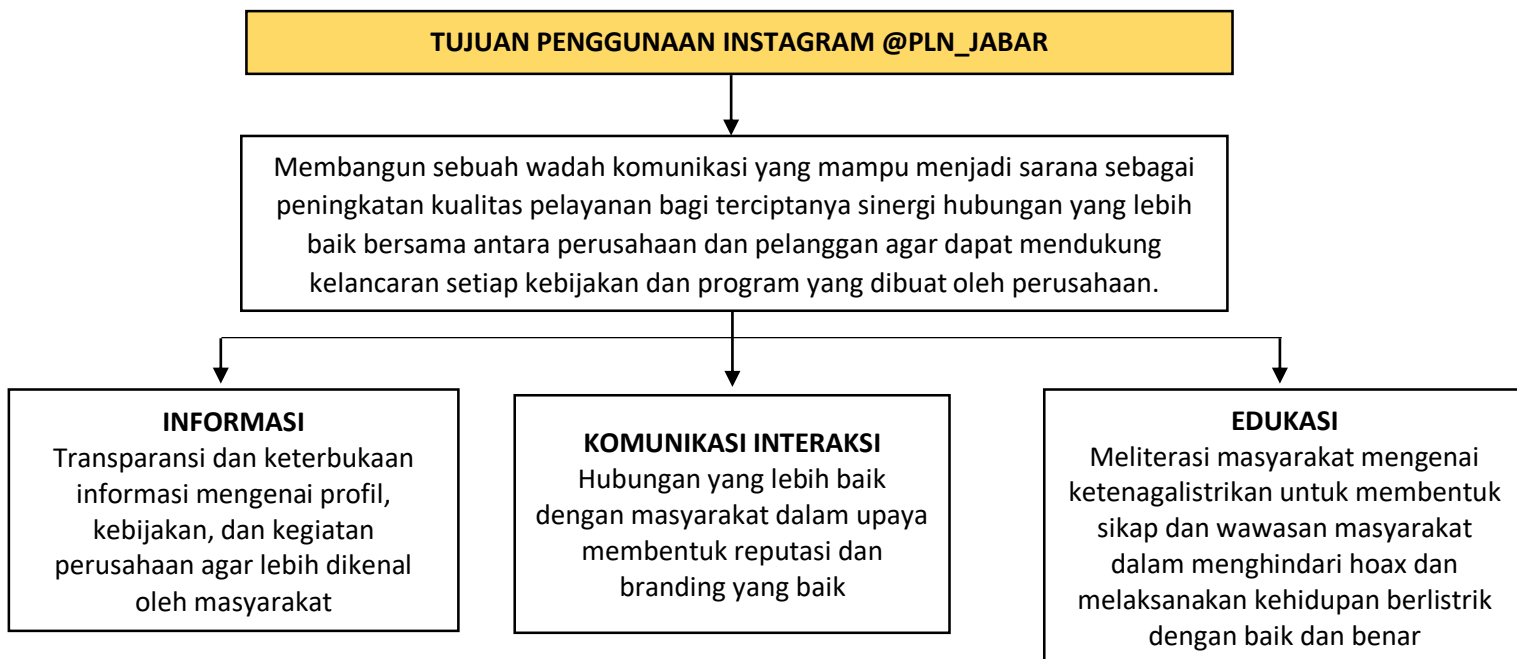 TUJUAN PENGGUNAAN INSTAGRAM @PLN_JABAR
Membangun sebuah wadah komunikasi yang mampu menjadi sarana sebagai
peningkatan kualitas pelayanan bagi terciptanya sinergi hubungan yang lebih
baik bersama antara perusahaan dan pelanggan agar dapat mendukung
kelancaran setiap kebijakan dan program yang dibuat oleh perusahaan.
INFORMASI
Transparansi dan keterbukaan
informasi mengenai profil,
kebijakan, dan kegiatan
perusahaan agar lebih dikenal
oleh masyarakat
KOMUNIKASI INTERAKSI
Hubungan yang lebih baik
dengan masyarakat dalam upaya
membentuk reputasi dan
branding yang baik
EDUKASI
Meliterasi masyarakat mengenai
ketenagalistrikan untuk membentuk
sikap dan wawasan masyarakat
dalam menghindari hoax dan
melaksanakan kehidupan berlistrik
dengan baik dan benar